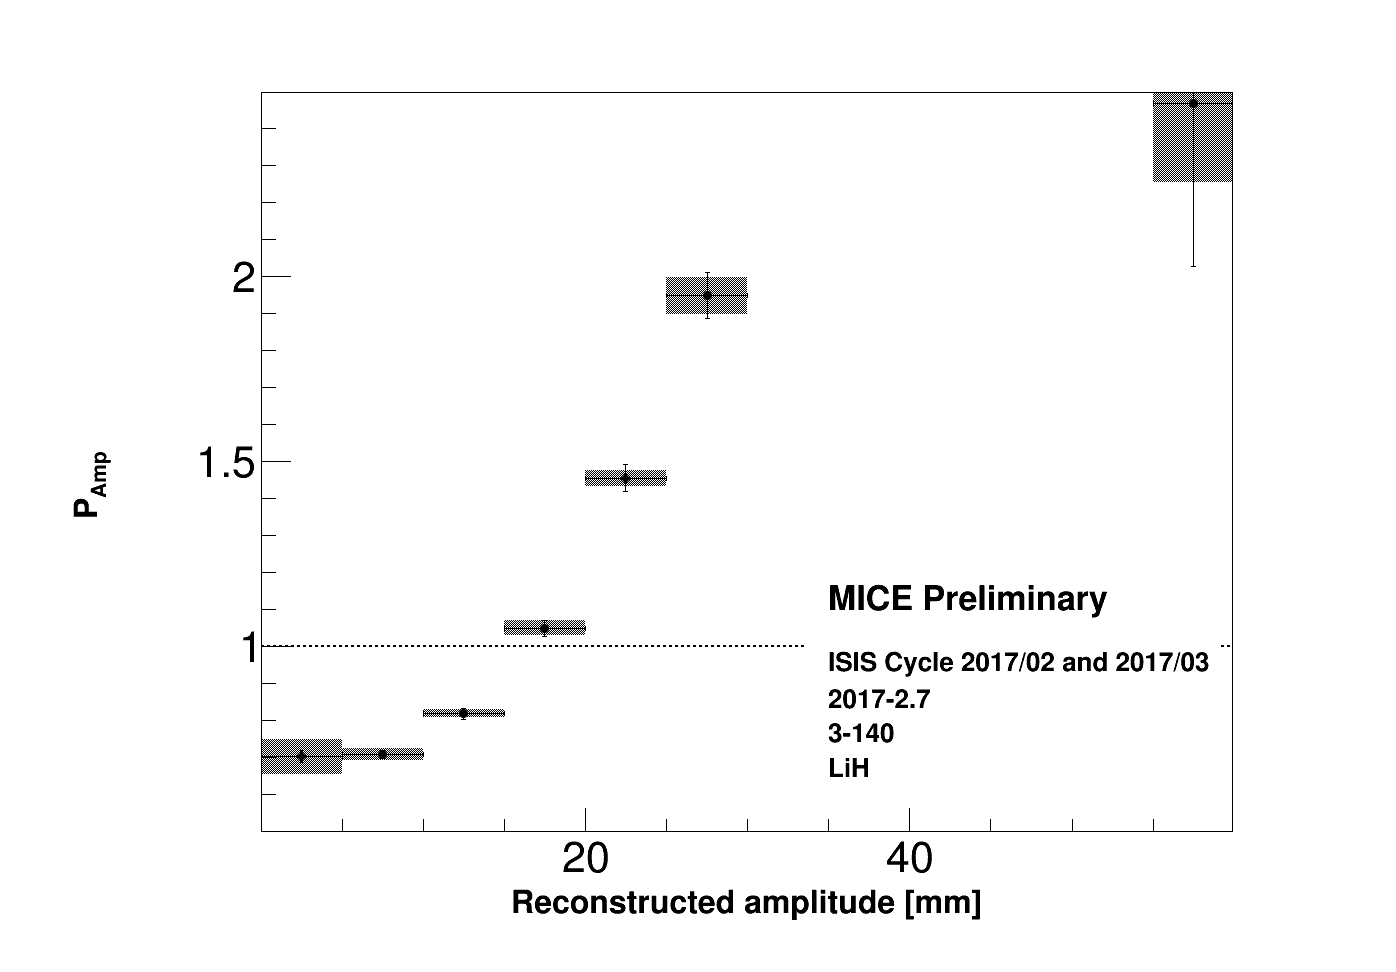 2
1.5
1
P_Amp
MICE Preliminary
ISIS Cycle 2017/02 and 2017/03
2017-2.7
3-140
LiH
20 40
Reconstructed amplitude [mm]